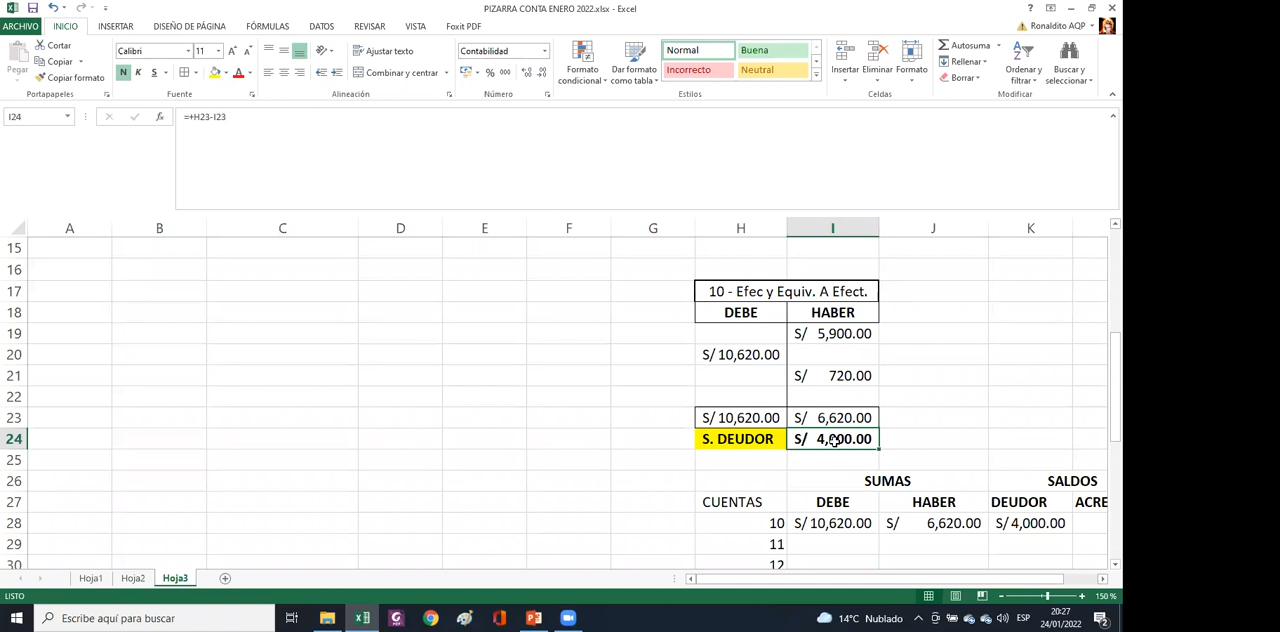 PIZARRA CONTA ENERO 2022.xlsx - Excel
ARCHIVO INICIO INSERTAR DISEÑO DE PÁGINA FÓRMULAS DATOS REVISAR VISTA Foxit PDF Ronaldito AQP
Pegar
Cortar
Copiar
Copiar formato
Portapapeles
Calibri 11
N K S
Fuente
Ajustar texto
Combinar y centrar
Alineación
Contabilidad
% 000
Número
Formato condicional
Dar formato como tabla
Normal Buena
Incorrecto Neutral
Estilos
Insertar Eliminar Formato
Celdas
Autosuma
Rellenar
Borrar
Ordenar y filtrar
Buscar y seleccionar
Modificar
I24 =+H23-I23
A B C D E F G H I J K
15
16
17 10 - Efec y Equiv. A Efect.
18 DEBE HABER
19 S/ 5,900.00
20 S/ 10,620.00
21 S/ 720.00
22
23 S/ 10,620.00 S/ 6,620.00
24 S. DEUDOR S/ 4,000.00
25
26 SUMAS SALDOS
27 CUENTAS DEBE HABER DEUDOR ACRE
28 10 S/ 10,620.00 S/ 6,620.00 S/ 4,000.00
29 11
30 12
Hoja1 Hoja2 Hoja3
LISTO 150 %
Escribe aquí para buscar
14°C Nublado ESP
20:27
24/01/2022